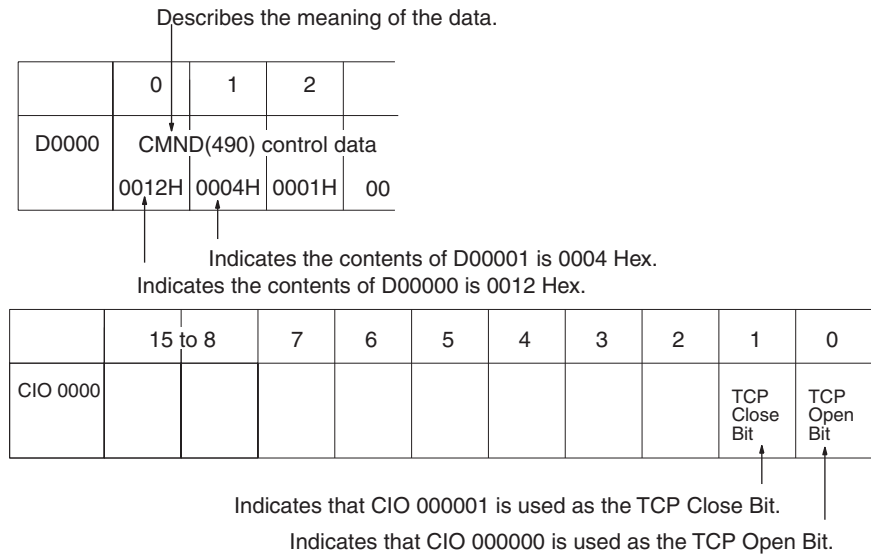 Describes the meaning of the data.
0 1 2
D0000 CMND(490) control data
0012H 0004H 0001H 00
Indicates the contents of D00001 is 0004 Hex.
Indicates the contents of D00000 is 0012 Hex.
15 to 8 7 6 5 4 3 2 1 0
CIO 0000 TCP Close Bit TCP Open Bit
Indicates that CIO 000001 is used as the TCP Close Bit.
Indicates that CIO 000000 is used as the TCP Open Bit.